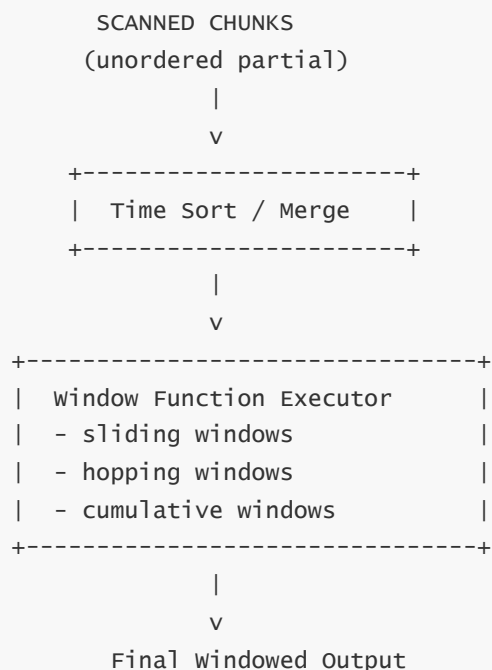 SCANNED CHUNKS
(unordered partial)
|
v
+------------------------+
|  Time Sort / Merge    |
+------------------------+
|
v
+--------------------------------+
|  Window Function Executor      |
|  - sliding windows             |
|  - hopping windows             |
|  - cumulative windows          |
+--------------------------------+
|
v
Final Windowed Output